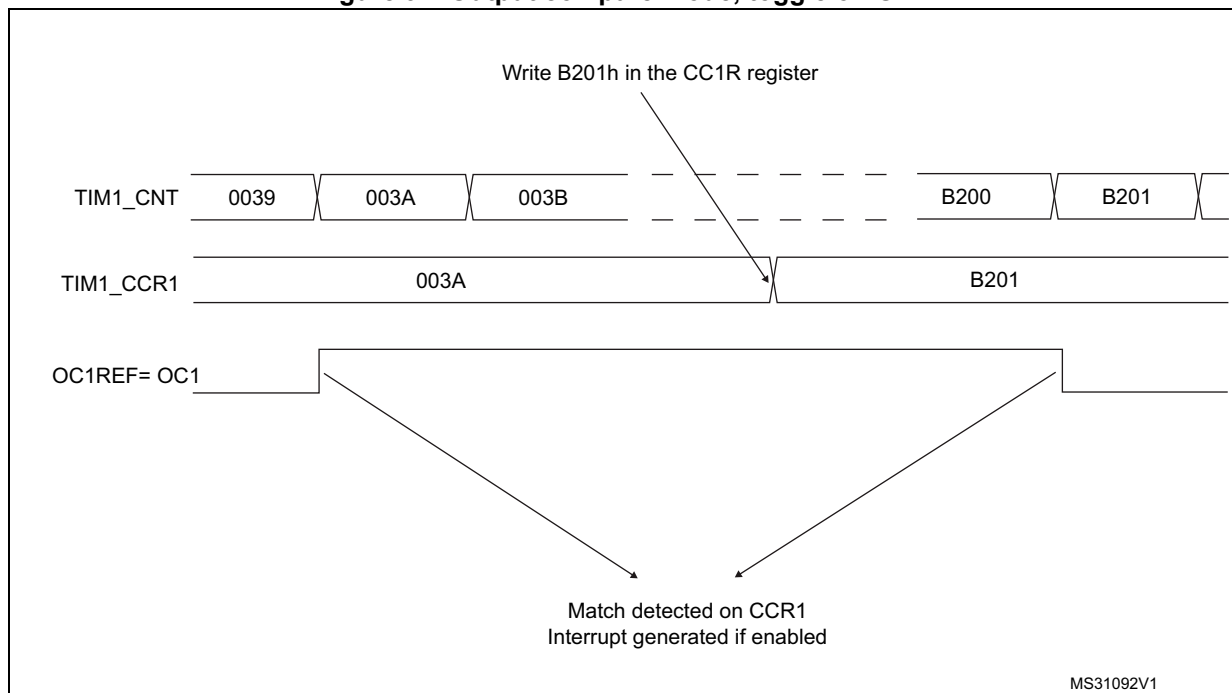 Write B201h in the CC1R register
TIM1_CNT 0039 003A 003B B200 B201
TIM1_CCR1 003A B201
OC1REF= OC1
Match detected on CCR1
Interrupt generated if enabled
MS31092V1